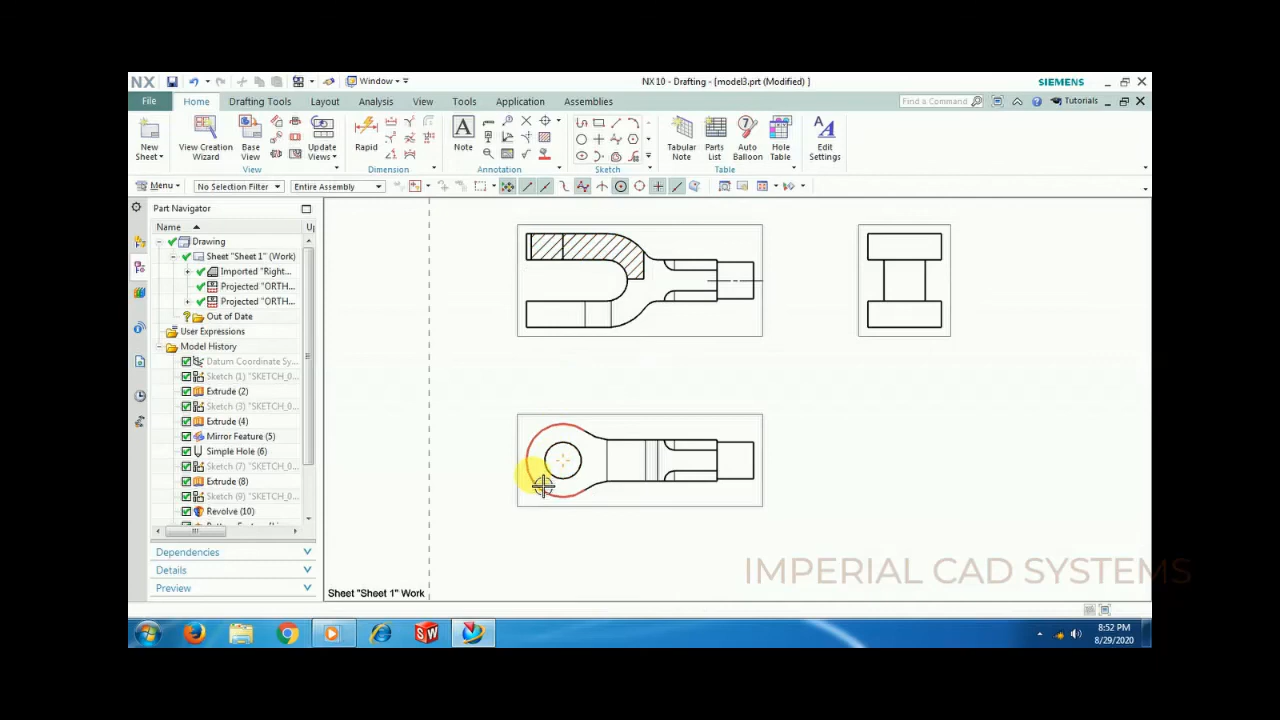 NX
Window
NX 10 - Drafting - [model3.prt (Modified) ]
SIEMENS
File
Home
Drafting Tools
Layout
Analysis
View
Tools
Application
Assemblies
Find a Command
Tutorials
New Sheet
View Creation Wizard
Base View
Update Views
Rapid
Note
Tabular Note
Parts List
Auto Balloon
Hole Table
Edit Settings
View
Dimension
Annotation
Sketch
Table
Menu
No Selection Filter
Entire Assembly
Part Navigator
Name
U
Drawing
Sheet "Sheet 1" (Work)
Imported "Right...
Projected "ORTH...
Projected "ORTH...
Out of Date
User Expressions
Model History
Datum Coordinate Sy...
Sketch (1) "SKETCH_0...
Extrude (2)
Sketch (3) "SKETCH_0...
Extrude (4)
Mirror Feature (5)
Simple Hole (6)
Sketch (7) "SKETCH_0...
Extrude (8)
Sketch (9) "SKETCH_0...
Revolve (10)
Dependencies
Details
Preview
Sheet "Sheet 1" Work
IMPERIAL CAD SYSTEMS
SW
8:52 PM
8/29/2020